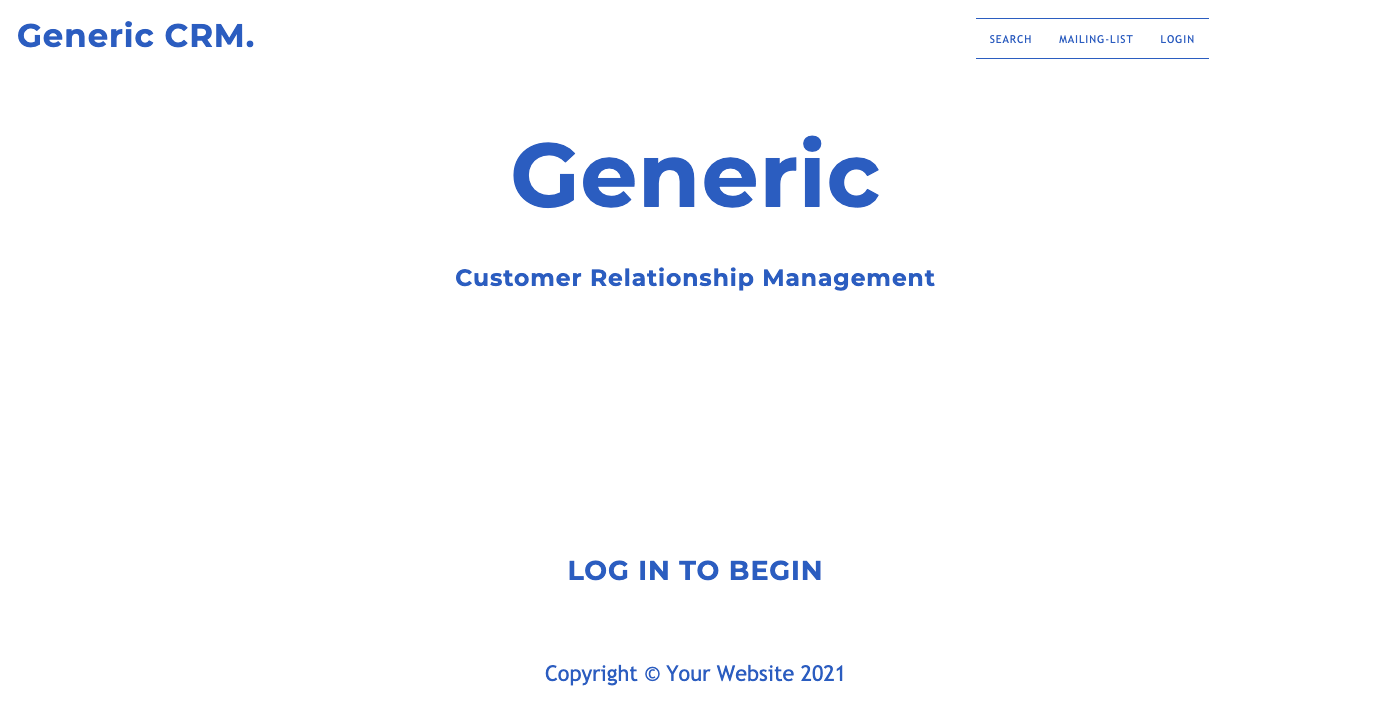 Generic CRM.
SEARCH MAILING-LIST LOGIN
Generic
Customer Relationship Management
LOG IN TO BEGIN
Copyright © Your Website 2021